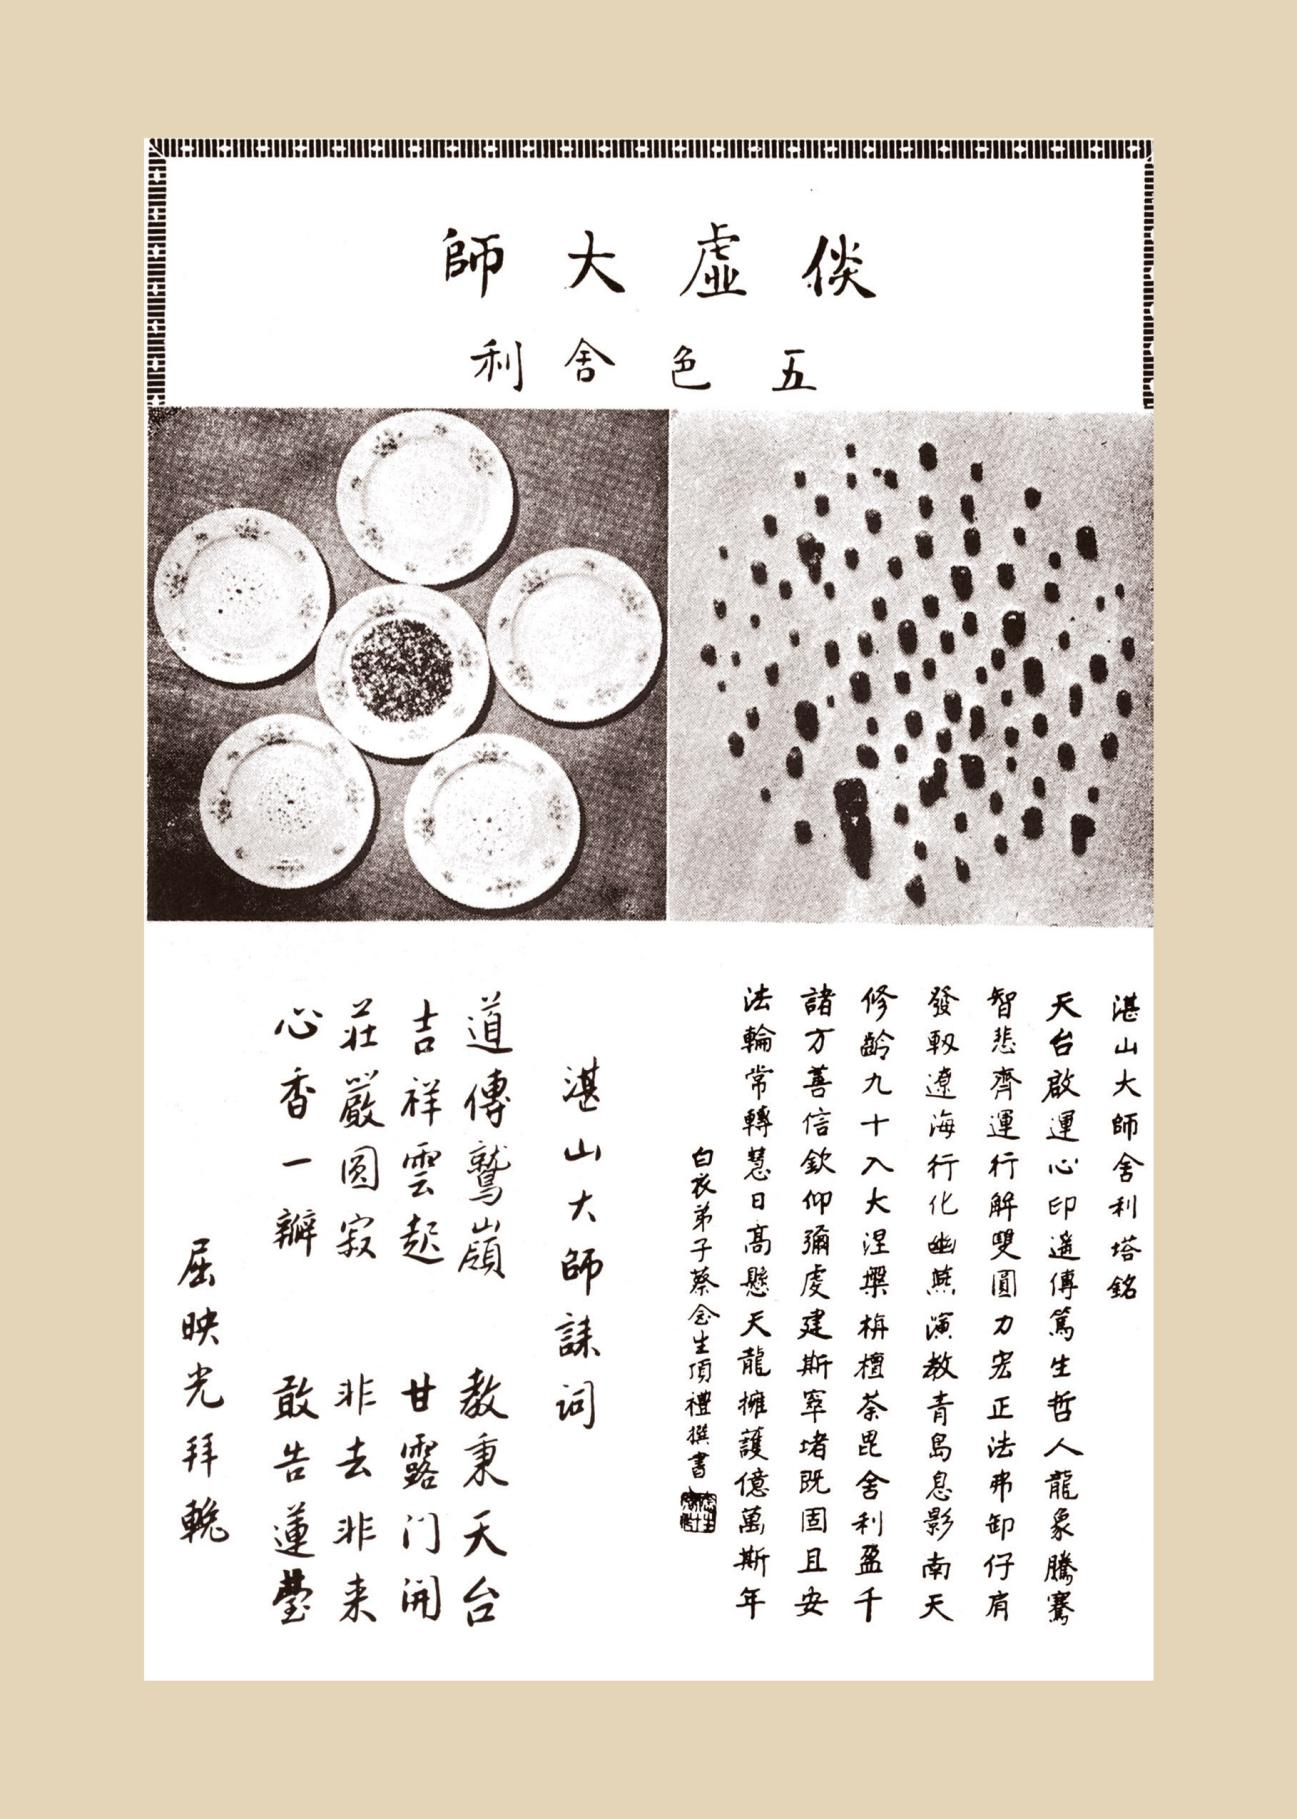 倓虛大師
五色舍利
湛山大師舍利塔銘
天台啟運心印遙傳篤生哲人龍象騰騫
智悲齊運行解雙圓力宏正法弗卸仔肩
發軔遼海行化幽燕演教青島息影南天
修齡九十入大涅槃栴檀荼毘舍利盈千
諸方善信欽仰彌虔建斯窣堵既固且安
法輪常轉慧日高懸天龍擁護億萬斯年
白衣弟子蔡念生頂禮撰書
湛山大師誄词
道傳鷲嶺 教秉天台
吉祥雲起 甘露门開
莊嚴圆寂 非去非来
心香一瓣 敢告蓮臺
屈映光拜輓